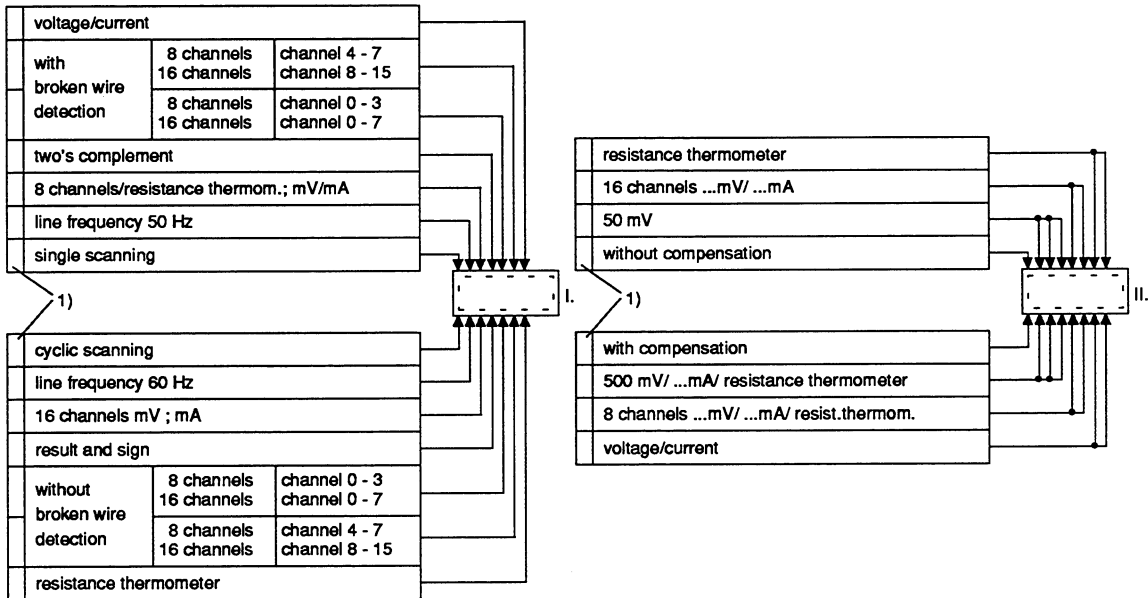 voltage/current
with
broken wire
detection
8 channels
16 channels
channel 4 - 7
channel 8 - 15
8 channels
16 channels
channel 0 - 3
channel 0 - 7
two's complement
8 channels/resistance thermom.; mV/mA
line frequency 50 Hz
single scanning
1)
I.
cyclic scanning
line frequency 60 Hz
16 channels mV ; mA
result and sign
without
broken wire
detection
8 channels
16 channels
channel 0 - 3
channel 0 - 7
8 channels
16 channels
channel 4 - 7
channel 8 - 15
resistance thermometer
resistance thermometer
16 channels ...mV/ ...mA
50 mV
without compensation
1)
II.
with compensation
500 mV/ ...mA/ resistance thermometer
8 channels ...mV/ ...mA/ resist.thermom.
voltage/current